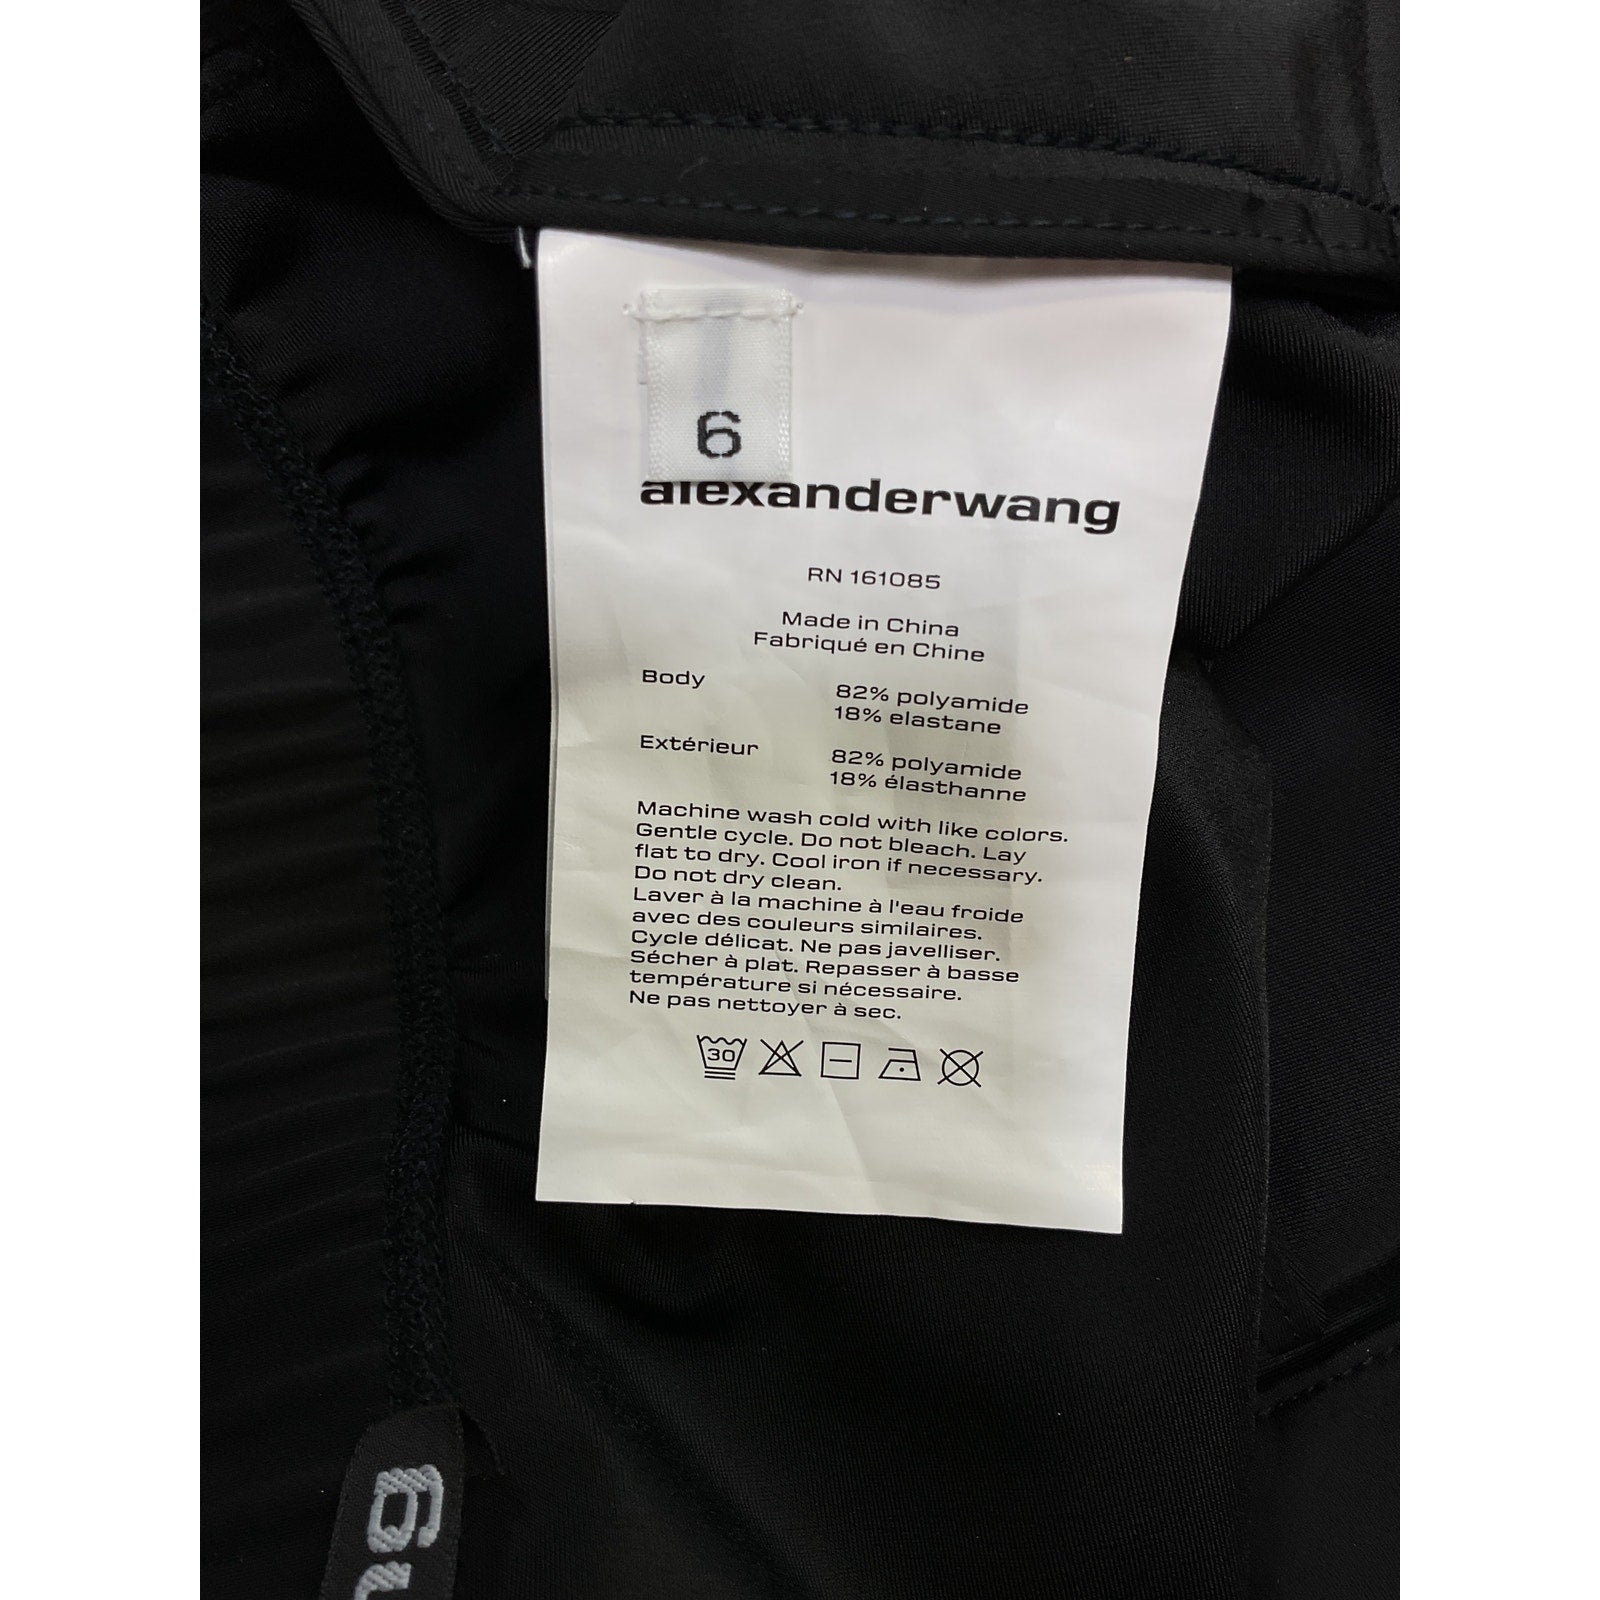 6
alexanderwang
RN 161085
Made in China
Fabriqué en Chine
Body 82% polyamide
18% elastane
Extérieur 82% polyamide
18% élasthanne
Machine wash cold with like colors.
Gentle cycle. Do not bleach. Lay
flat to dry. Cool iron if necessary.
Do not dry clean.
Laver à la machine à l'eau froide
avec des couleurs similaires.
Cycle délicat. Ne pas javelliser.
Sécher à plat. Repasser à basse
température si nécessaire.
Ne pas nettoyer à sec.
30